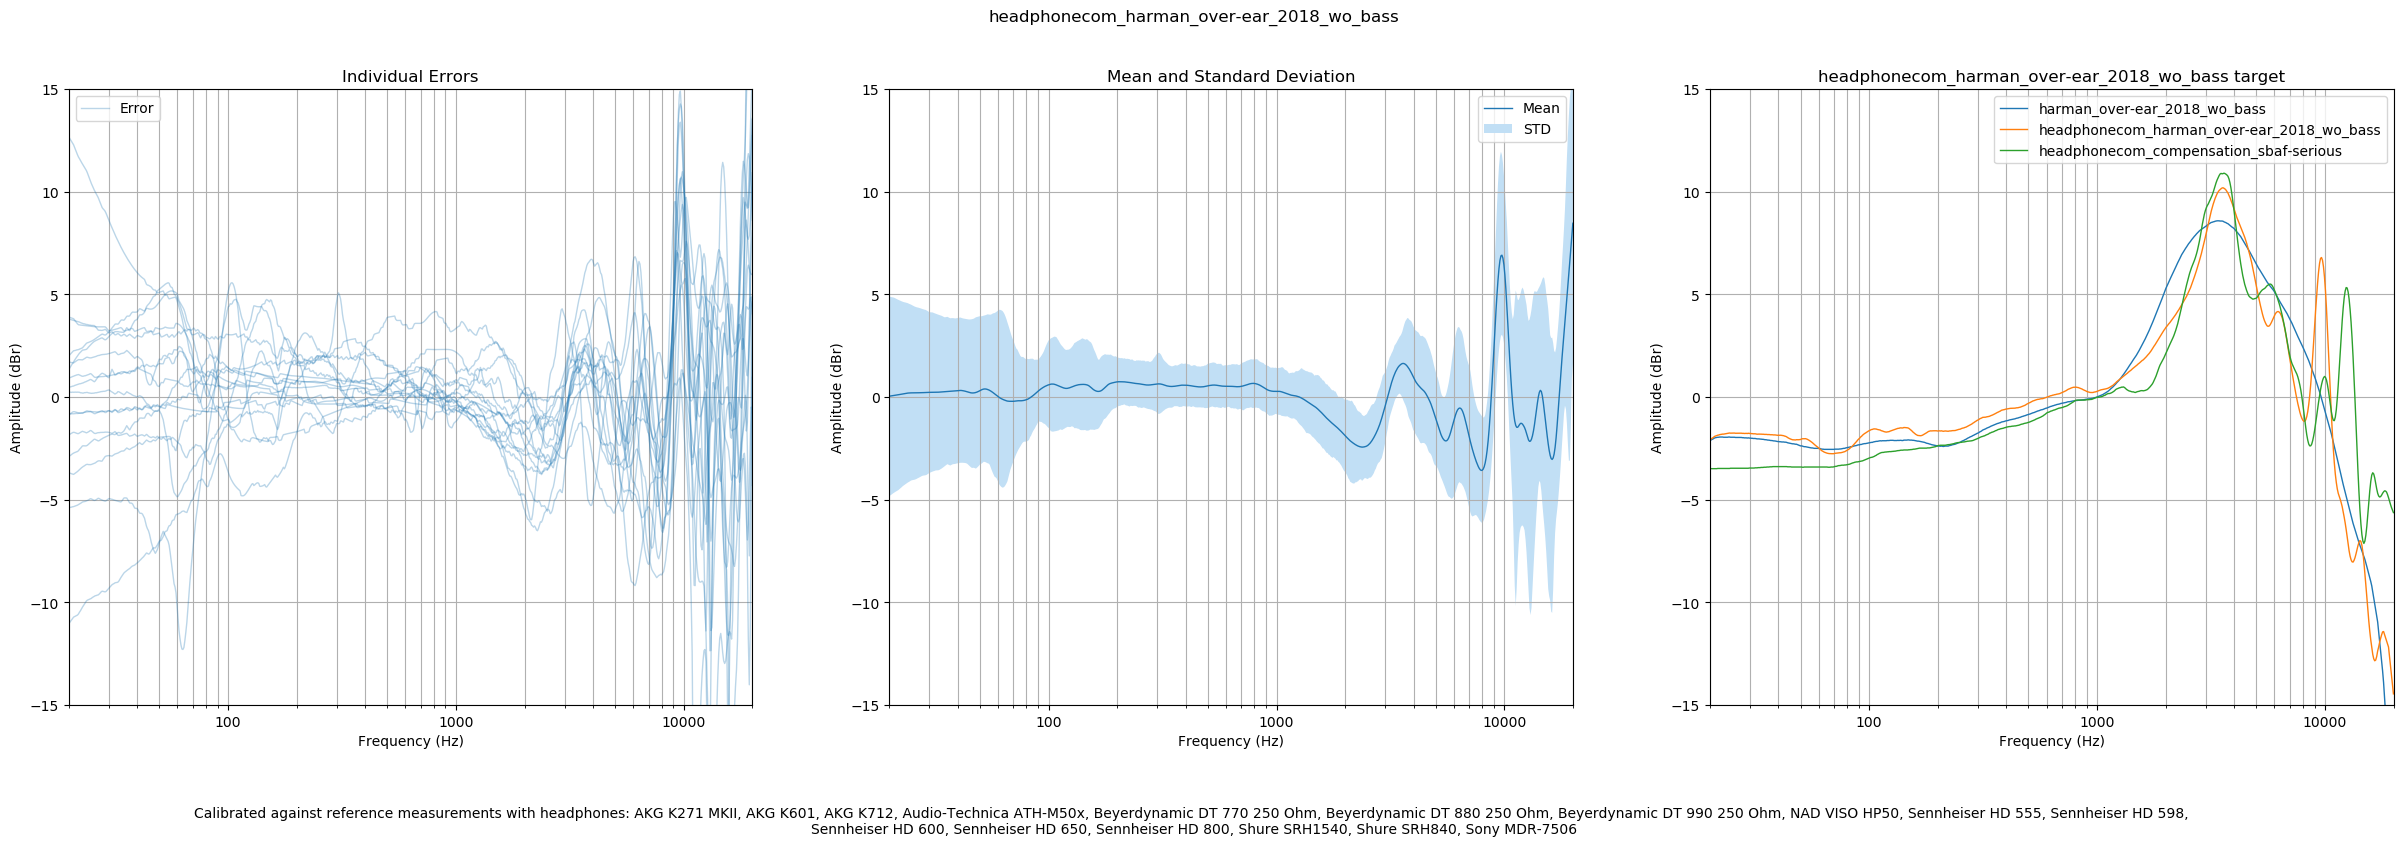 headphonecom_harman_over-ear_2018_wo_bass
Individual Errors
Error
15
10
5
0
−5
−10
−15
Amplitude (dBr)
100
1000
10000
Frequency (Hz)
Mean and Standard Deviation
Mean
STD
15
10
5
0
−5
−10
−15
Amplitude (dBr)
100
1000
10000
Frequency (Hz)
headphonecom_harman_over-ear_2018_wo_bass target
harman_over-ear_2018_wo_bass
headphonecom_harman_over-ear_2018_wo_bass
headphonecom_compensation_sbaf-serious
15
10
5
0
−5
−10
−15
Amplitude (dBr)
100
1000
10000
Frequency (Hz)
Calibrated against reference measurements with headphones: AKG K271 MKII, AKG K601, AKG K712, Audio-Technica ATH-M50x, Beyerdynamic DT 770 250 Ohm, Beyerdynamic DT 880 250 Ohm, Beyerdynamic DT 990 250 Ohm, NAD VISO HP50, Sennheiser HD 555, Sennheiser HD 598,
Sennheiser HD 600, Sennheiser HD 650, Sennheiser HD 800, Shure SRH1540, Shure SRH840, Sony MDR-7506